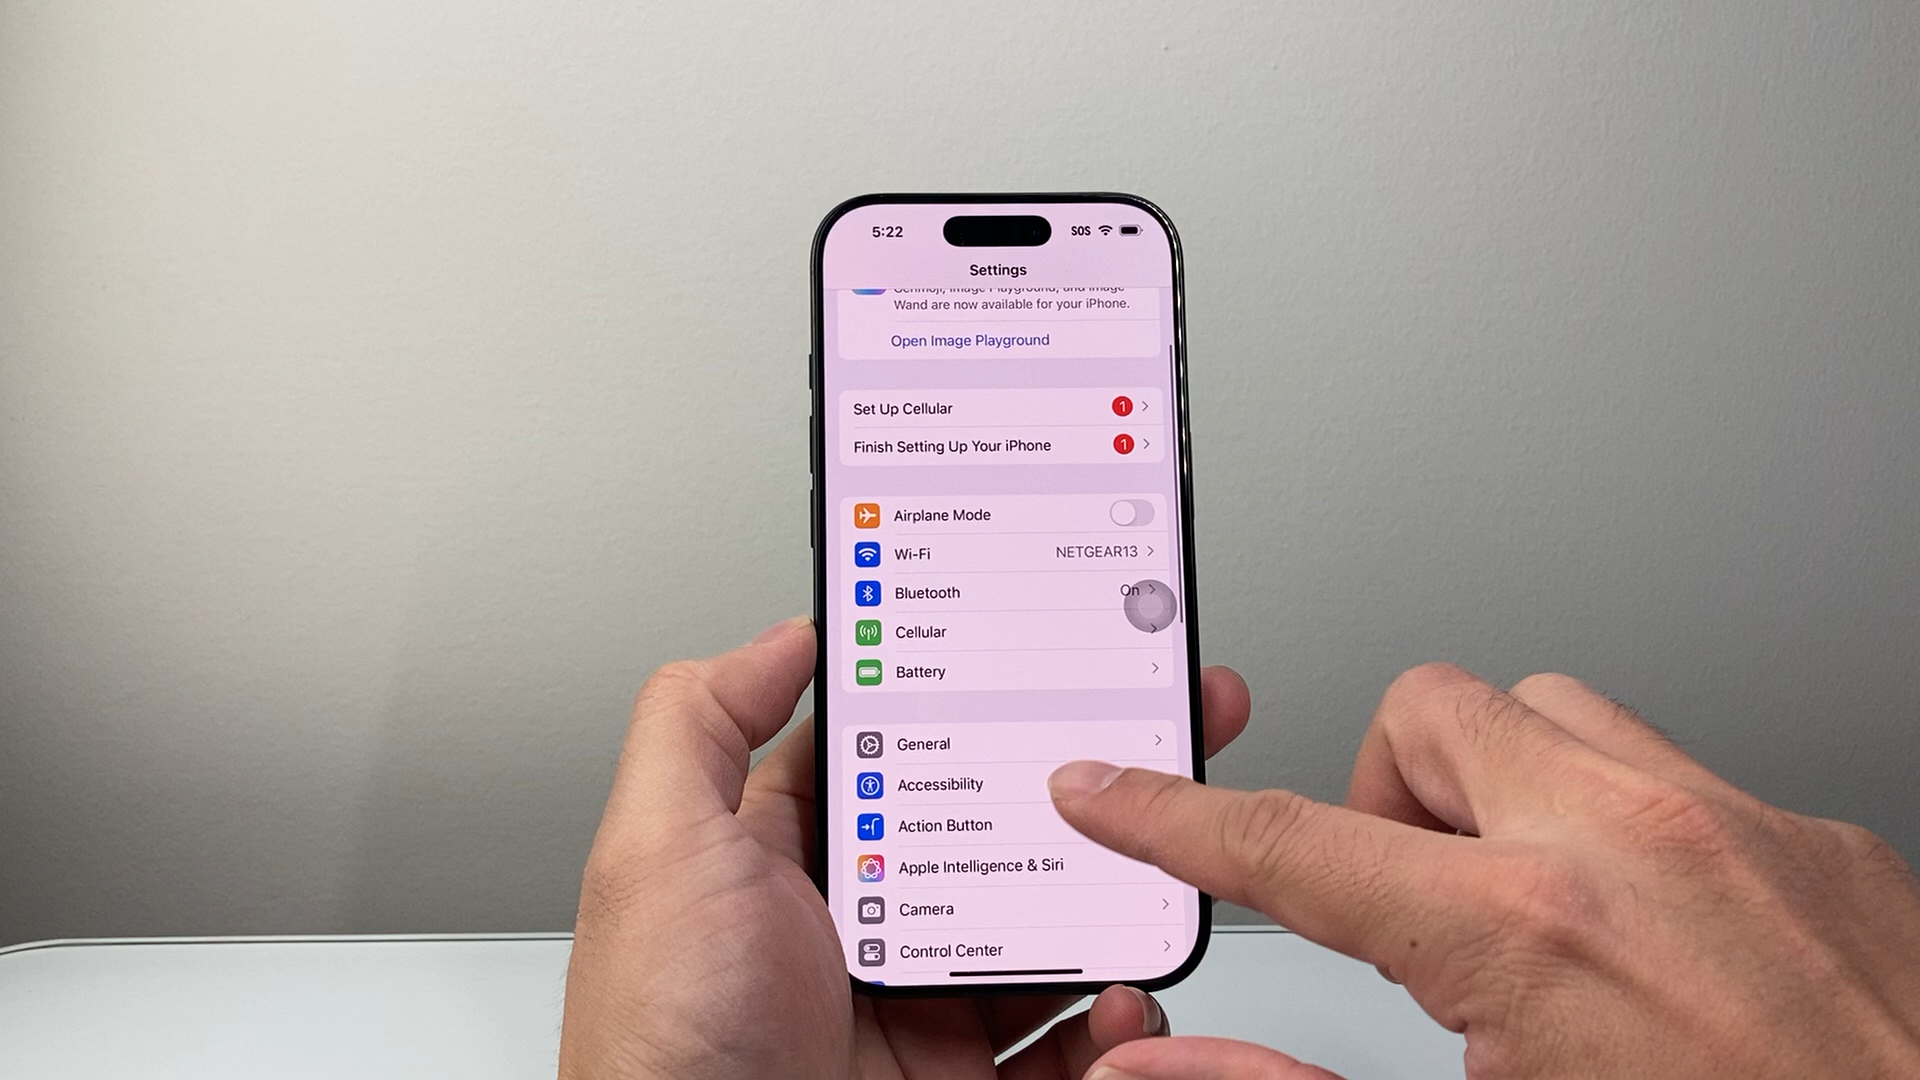 5:22
SOS
Settings
Genmoji, Image Playground, and Image
Wand are now available for your iPhone.
Open Image Playground
Set Up Cellular 1
Finish Setting Up Your iPhone 1
Airplane Mode
Wi-Fi NETGEAR13
Bluetooth On
Cellular
Battery
General
Accessibility
Action Button
Apple Intelligence & Siri
Camera
Control Center